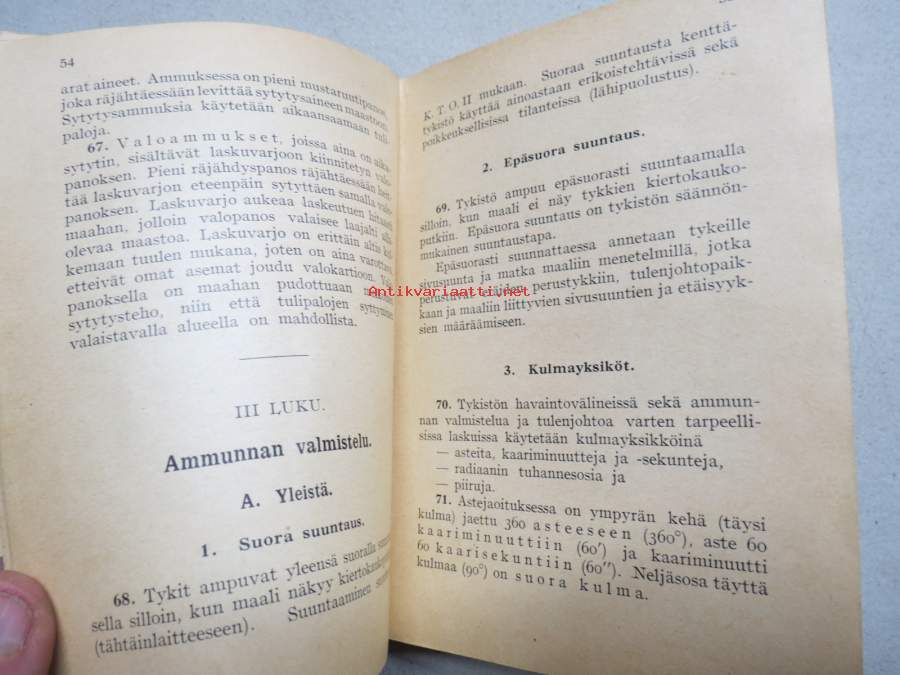 54
arat aineet. Ammuksessa on pieni mustaruutipanos,
joka räjähtäessään levittää sytytysaineen maastoon.
Sytytysammuksia käytetään aikaansaamaan tuli-
paloja.
67. Valoammukset, joissa aina on aika-
sytytin, sisältävät laskuvarjoon kiinnitetyn valo-
panoksen. Pieni räjähdyspanos räjähtäessään heit-
tää laskuvarjon eteenpäin sytyttäen samalla valo-
panoksen. Laskuvarjo aukeaa laskeutuen hitaasti
maahan, jolloin valopanos valaisee laajalti alla
olevaa maastoa. Laskuvarjo on erittäin altis kul-
kemaan tuulen mukana, joten on aina varottava,
etteivät omat asemat joudu valokartioon.
panoksella on maahan pudottuaan
sytytysteho, niin että tulipalojen syttyminen
valaistavalla alueella on mahdollista.
III LUKU.
Ammunnan valmistelu.
A. Yleistä.
1. Suora suuntaus.
68. Tykit ampuvat yleensä suoralla
sella silloin, kun maali näkyy
(tähtäinlaitteeseen). Suuntaaminen
K. T. O. II mukaan. Suoraa suuntausta kenttä-
tykistö käyttää ainoastaan erikoistehtävissä sekä
poikkeuksellisissa tilanteissa (lähipuolustus).
2. Epäsuora suuntaus.
69. Tykistö ampuu epäsuorasti suuntaamalla
silloin, kun maali ei näy tykkien kiertokauko-
putkiin. Epäsuora suuntaus on tykistön säännön-
mukainen suuntaustapa.
Epäsuorasti suunnattaessa annetaan tykeille
sivusuunta ja matka maaliin menetelmillä, jotka
perustuvat näiden perustykkiin, tulenjohtopaik-
kaan ja maaliin liittyvien sivusuuntien ja etäisyyk-
sien määräämiseen.
3. Kulmayksiköt.
70. Tykistön havaintovälineissä sekä ammun-
nan valmistelua ja tulenjohtoa varten tarpeelli-
sissa laskuissa käytetään kulmayksikköinä
— asteita, kaariminuutteja ja -sekunteja,
— radiaanin tuhannesosia ja
— piiruja.
71. Astejaoituksessa on ympyrän kehä (täysi
kulma) jaettu 360 asteeseen (360°), aste 60
kaariminuuttiin (60′) ja kaariminuutti
60 kaarisekuntiin (60″). Neljäsosa täyttä
kulmaa (90°) on suora kulma.
Antikvariaatti.net